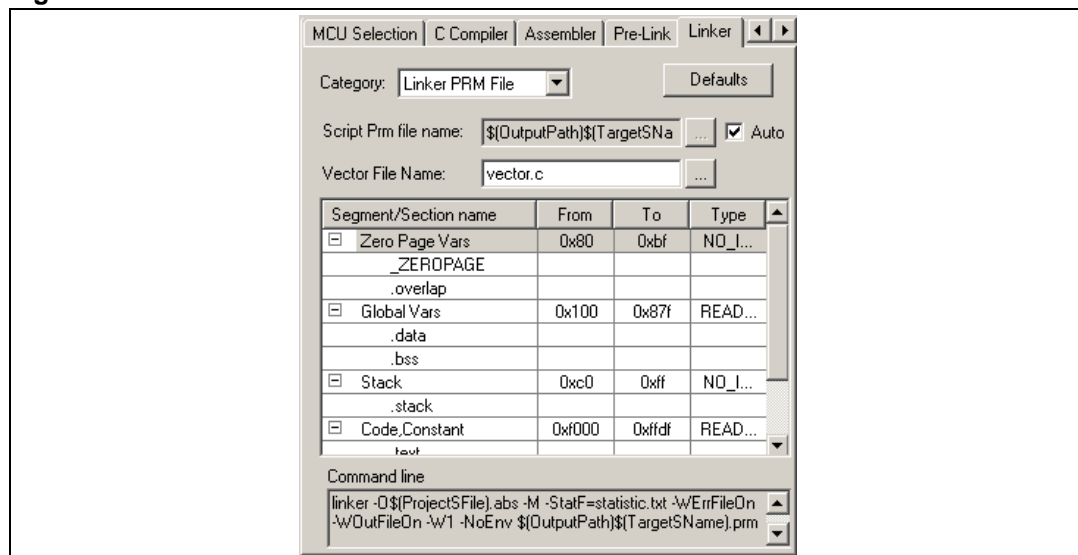 MCU Selection C Compiler Assembler Pre-Link Linker
Category: Linker PRM File Defaults
Script Prm file name: $(OutputPath)$(TargetSNa ... Auto
Vector File Name: vector.c ...
Segment/Section name From To Type
Zero Page Vars 0x80 0xbf NO_I...
_ZEROPAGE
.overlap
Global Vars 0x100 0x87f READ...
.data
.bss
Stack 0xc0 0xff NO_I...
.stack
Code,Constant 0xf000 0xffdf READ...
.text
Command line
linker -O$(ProjectSFile).abs -M -StatF=statistic.txt -WErrFileOn
-WOutFileOn -W1 -NoEnv $(OutputPath)$(TargetSName).prm